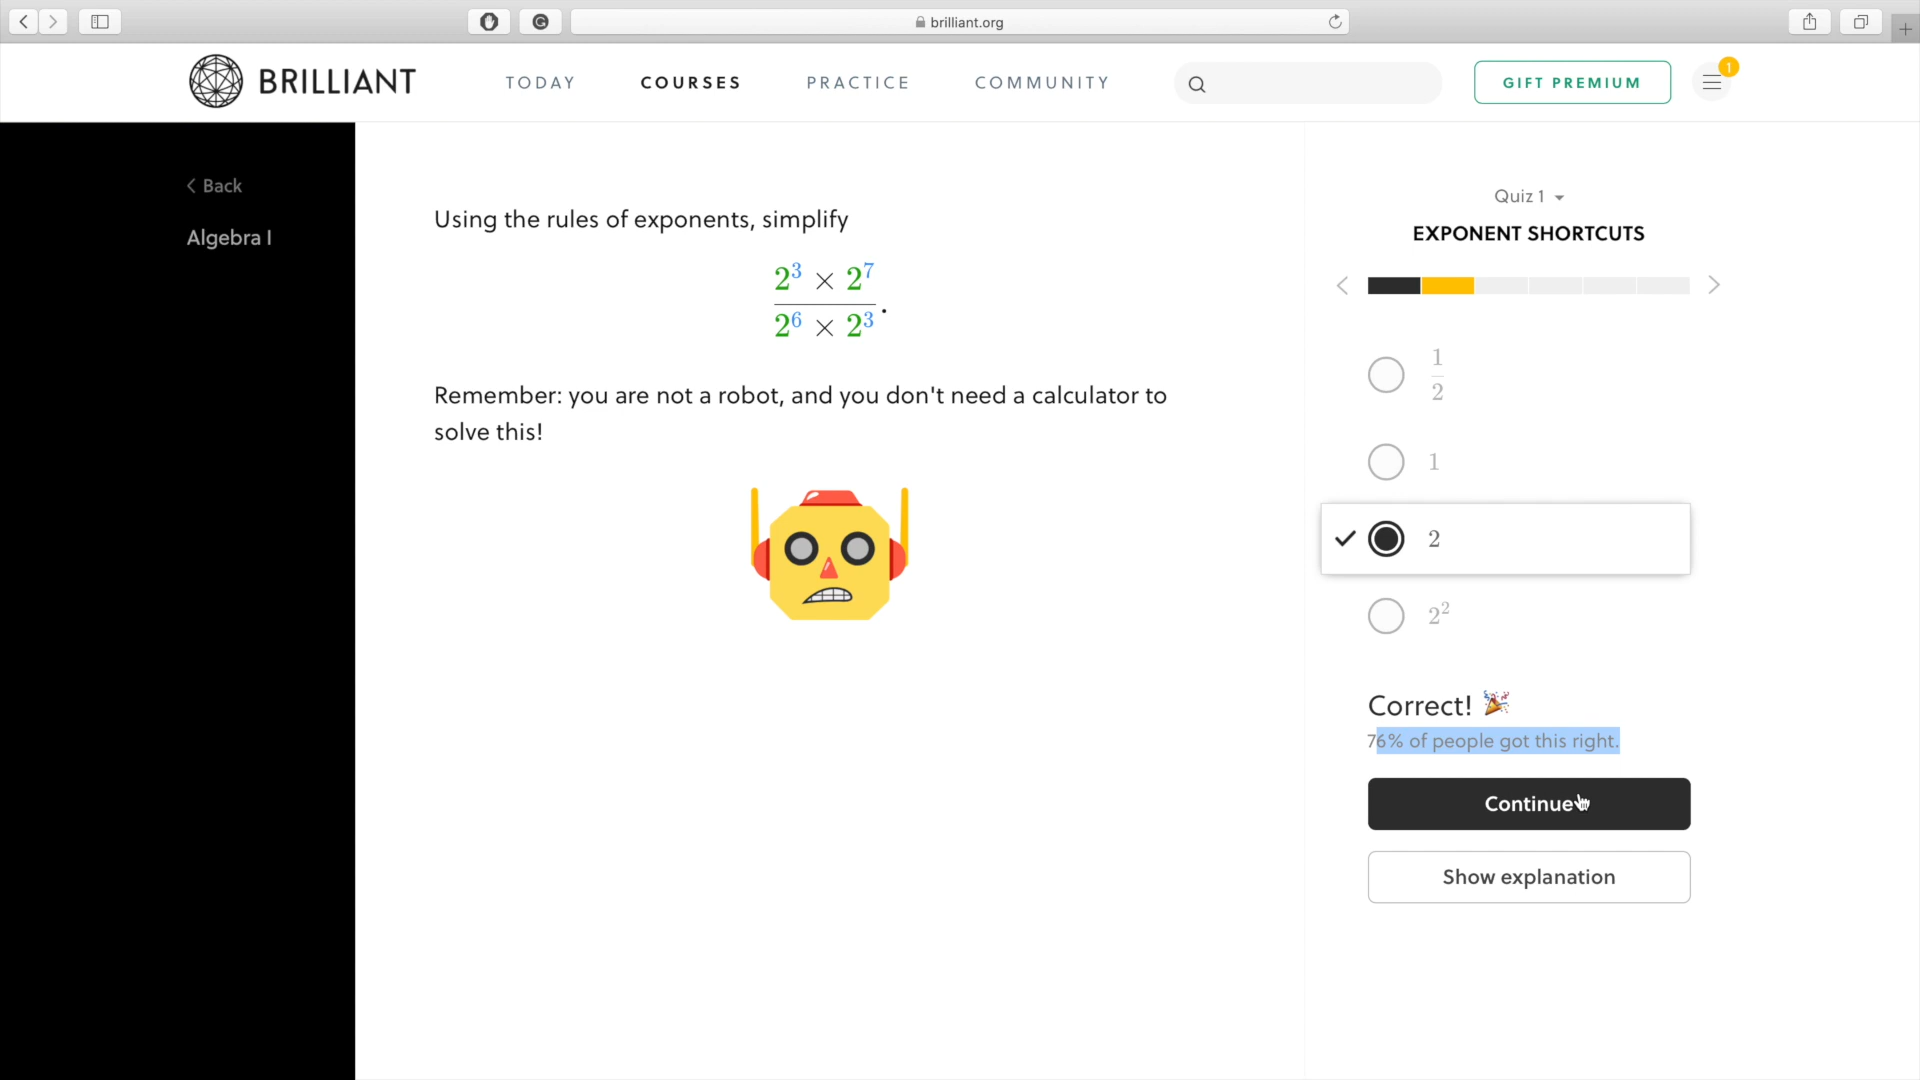 brilliant.org
BRILLIANT
TODAY
COURSES
PRACTICE
COMMUNITY
GIFT PREMIUM
1
Back
Algebra I
Using the rules of exponents, simplify
2³ × 2⁷
2⁶ × 2³
.
Remember: you are not a robot, and you don't need a calculator to
solve this!
Quiz 1
EXPONENT SHORTCUTS
1
2
1
2
2²
Correct! 🎉
76% of people got this right.
Continue
Show explanation